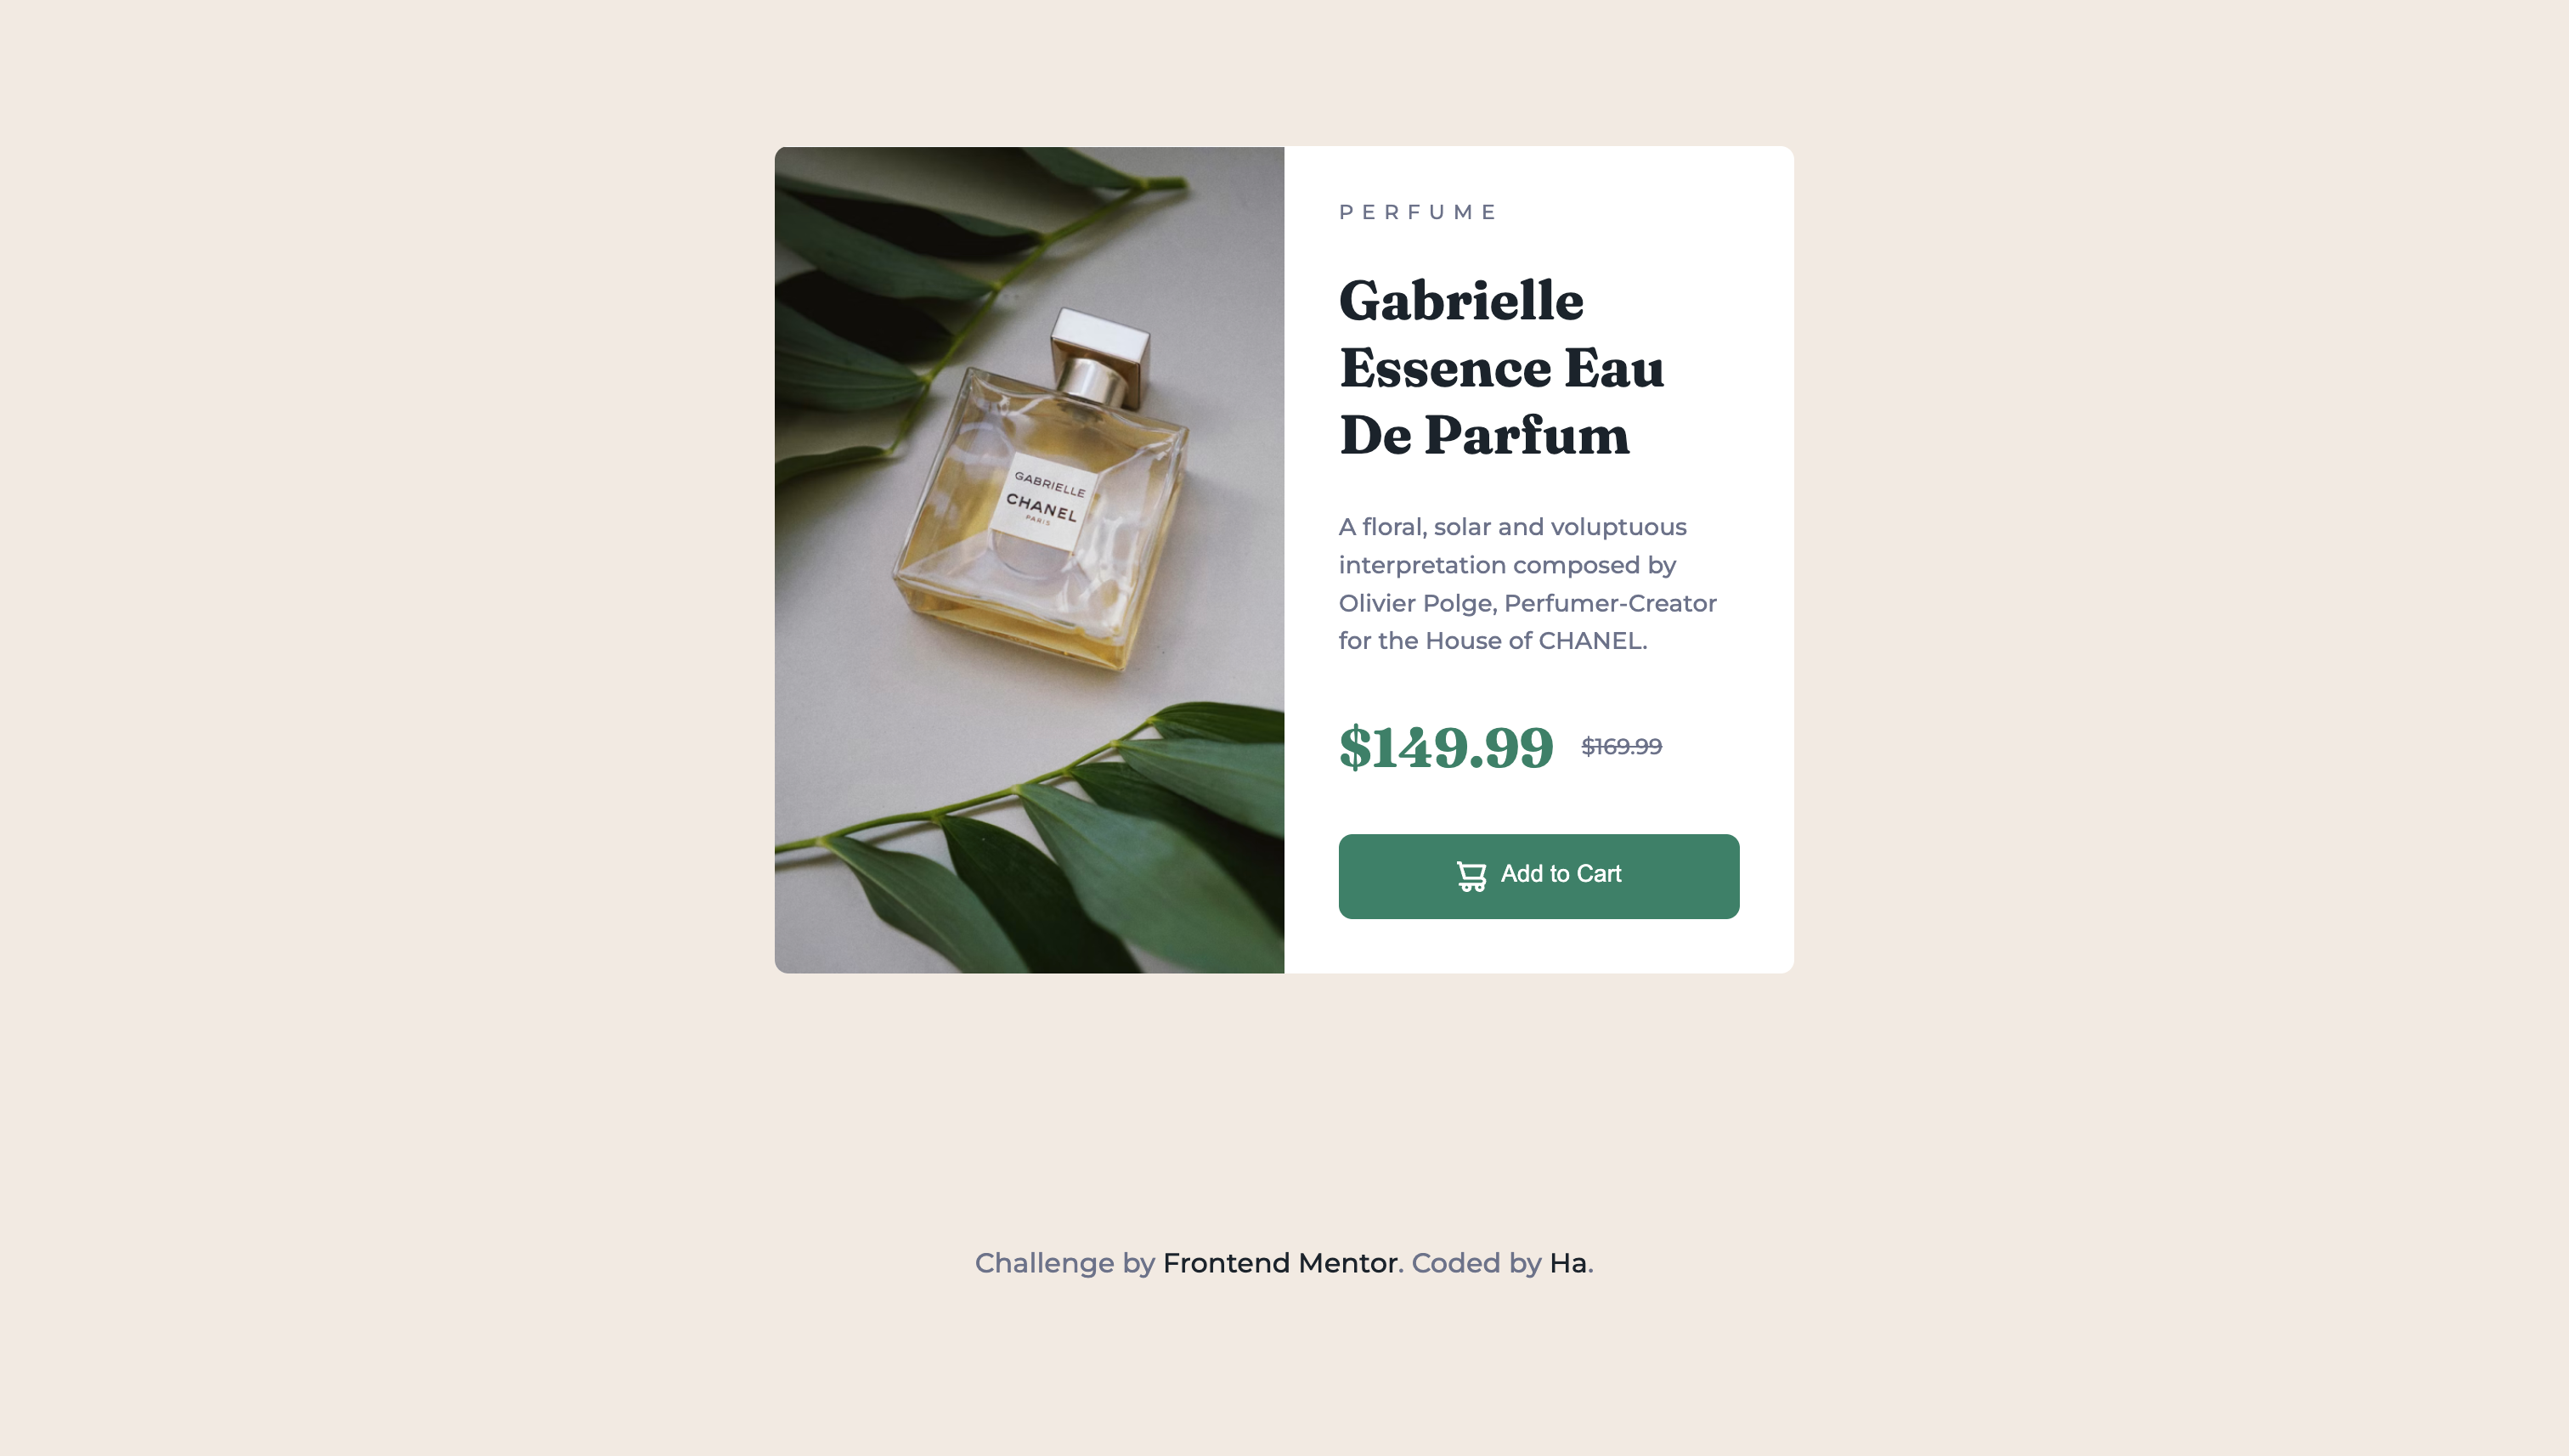 GABRIELLE
CHANEL
PARIS
PERFUME
Gabrielle
Essence Eau
De Parfum
A floral, solar and voluptuous
interpretation composed by
Olivier Polge, Perfumer-Creator
for the House of CHANEL.
$149.99 $169.99
Add to Cart
Challenge by Frontend Mentor. Coded by Ha.